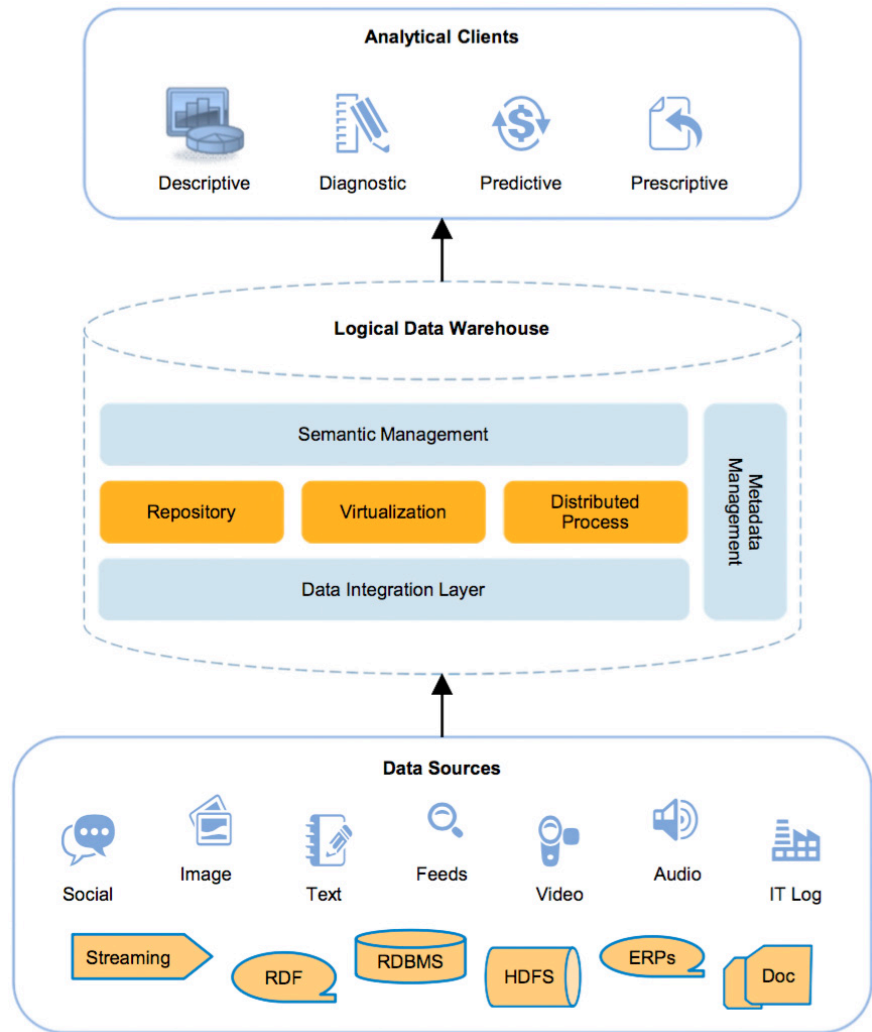 Analytical Clients
Descriptive
Diagnostic
Predictive
Prescriptive
Logical Data Warehouse
Semantic Management
Repository
Virtualization
Distributed
Process
Data Integration Layer
Metadata
Management
Data Sources
Social
Image
Text
Feeds
Video
Audio
IT Log
Streaming
RDF
RDBMS
HDFS
ERPs
Doc